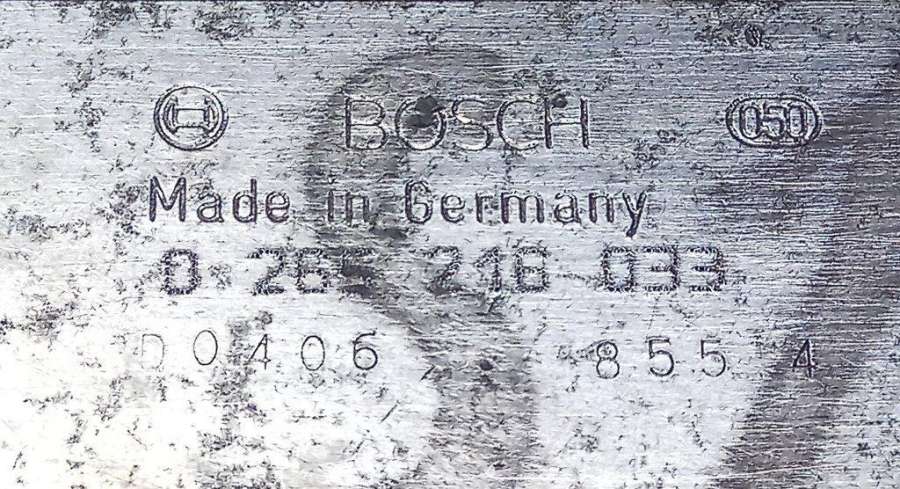 BOSCH 050
Made in Germany
0 265 216 033
D0406 855 4